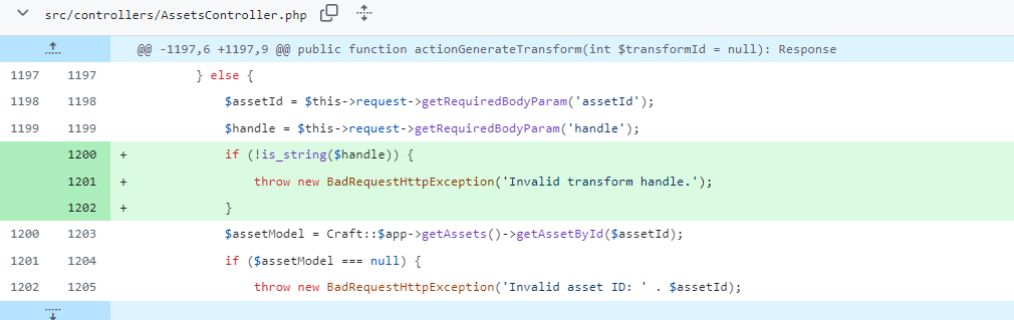 src/controllers/AssetsController.php
@@ -1197,6 +1197,9 @@ public function actionGenerateTransform(int $transformId = null): Response
1197 1197 } else {
1198 1198 $assetId = $this->request->getRequiredBodyParam('assetId');
1199 1199 $handle = $this->request->getRequiredBodyParam('handle');
1200 + if (!is_string($handle)) {
1201 + throw new BadRequestHttpException('Invalid transform handle.');
1202 + }
1200 1203 $assetModel = Craft::$app->getAssets()->getAssetById($assetId);
1201 1204 if ($assetModel === null) {
1202 1205 throw new BadRequestHttpException('Invalid asset ID: ' . $assetId);